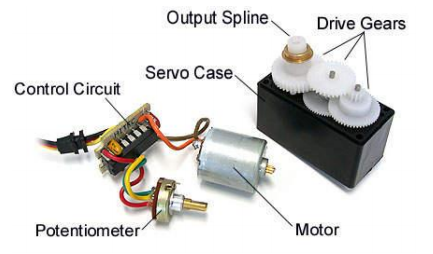 Output Spline
Drive Gears
Servo Case
Control Circuit
Potentiometer
Motor